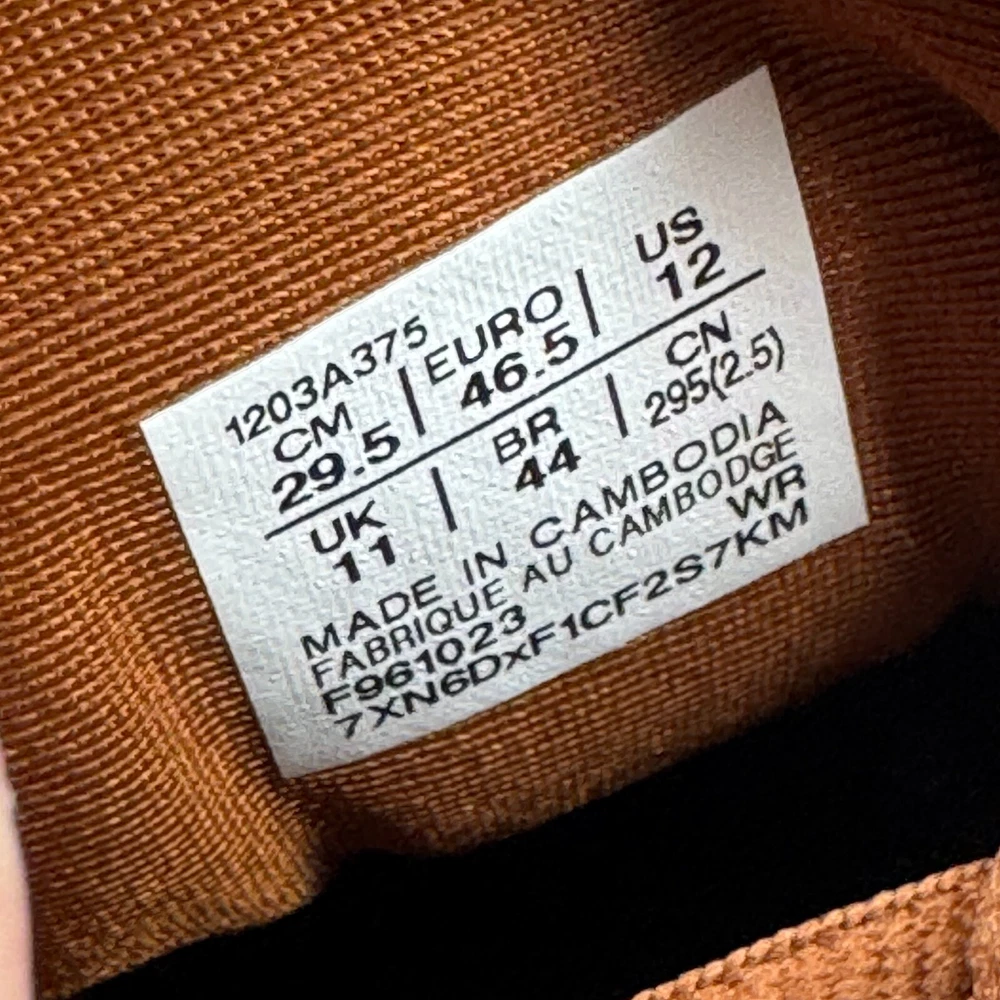 1203A375
CM | EURO | US
29.5 | 46.5 | 12
UK | BR | CN
11 | 44 | 295(2.5)
MADE IN CAMBODIA
FABRIQUE AU CAMBODGE
F961023 WR
7XN6DxF1CF2S7KM